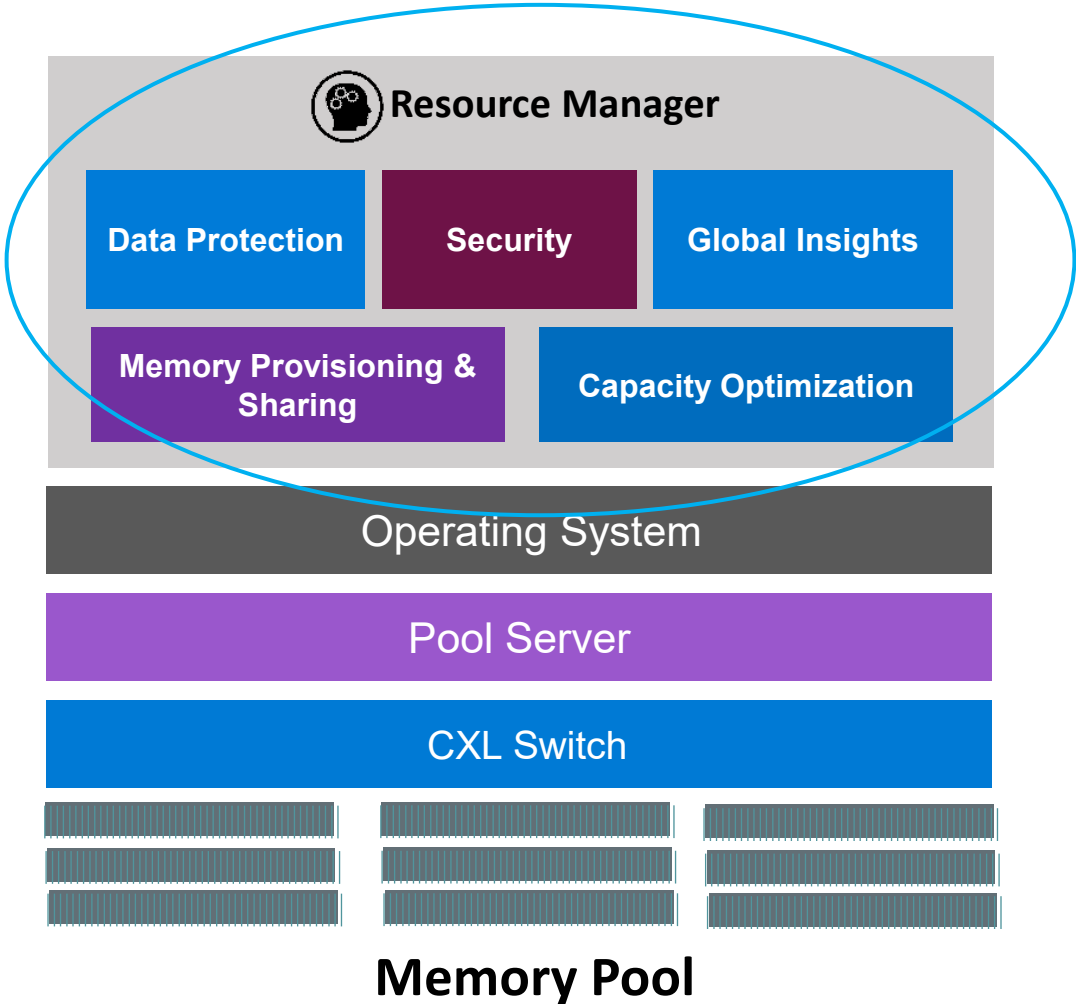 Resource Manager
Data Protection
Security
Global Insights
Memory Provisioning &
Sharing
Capacity Optimization
Operating System
Pool Server
CXL Switch
Memory Pool